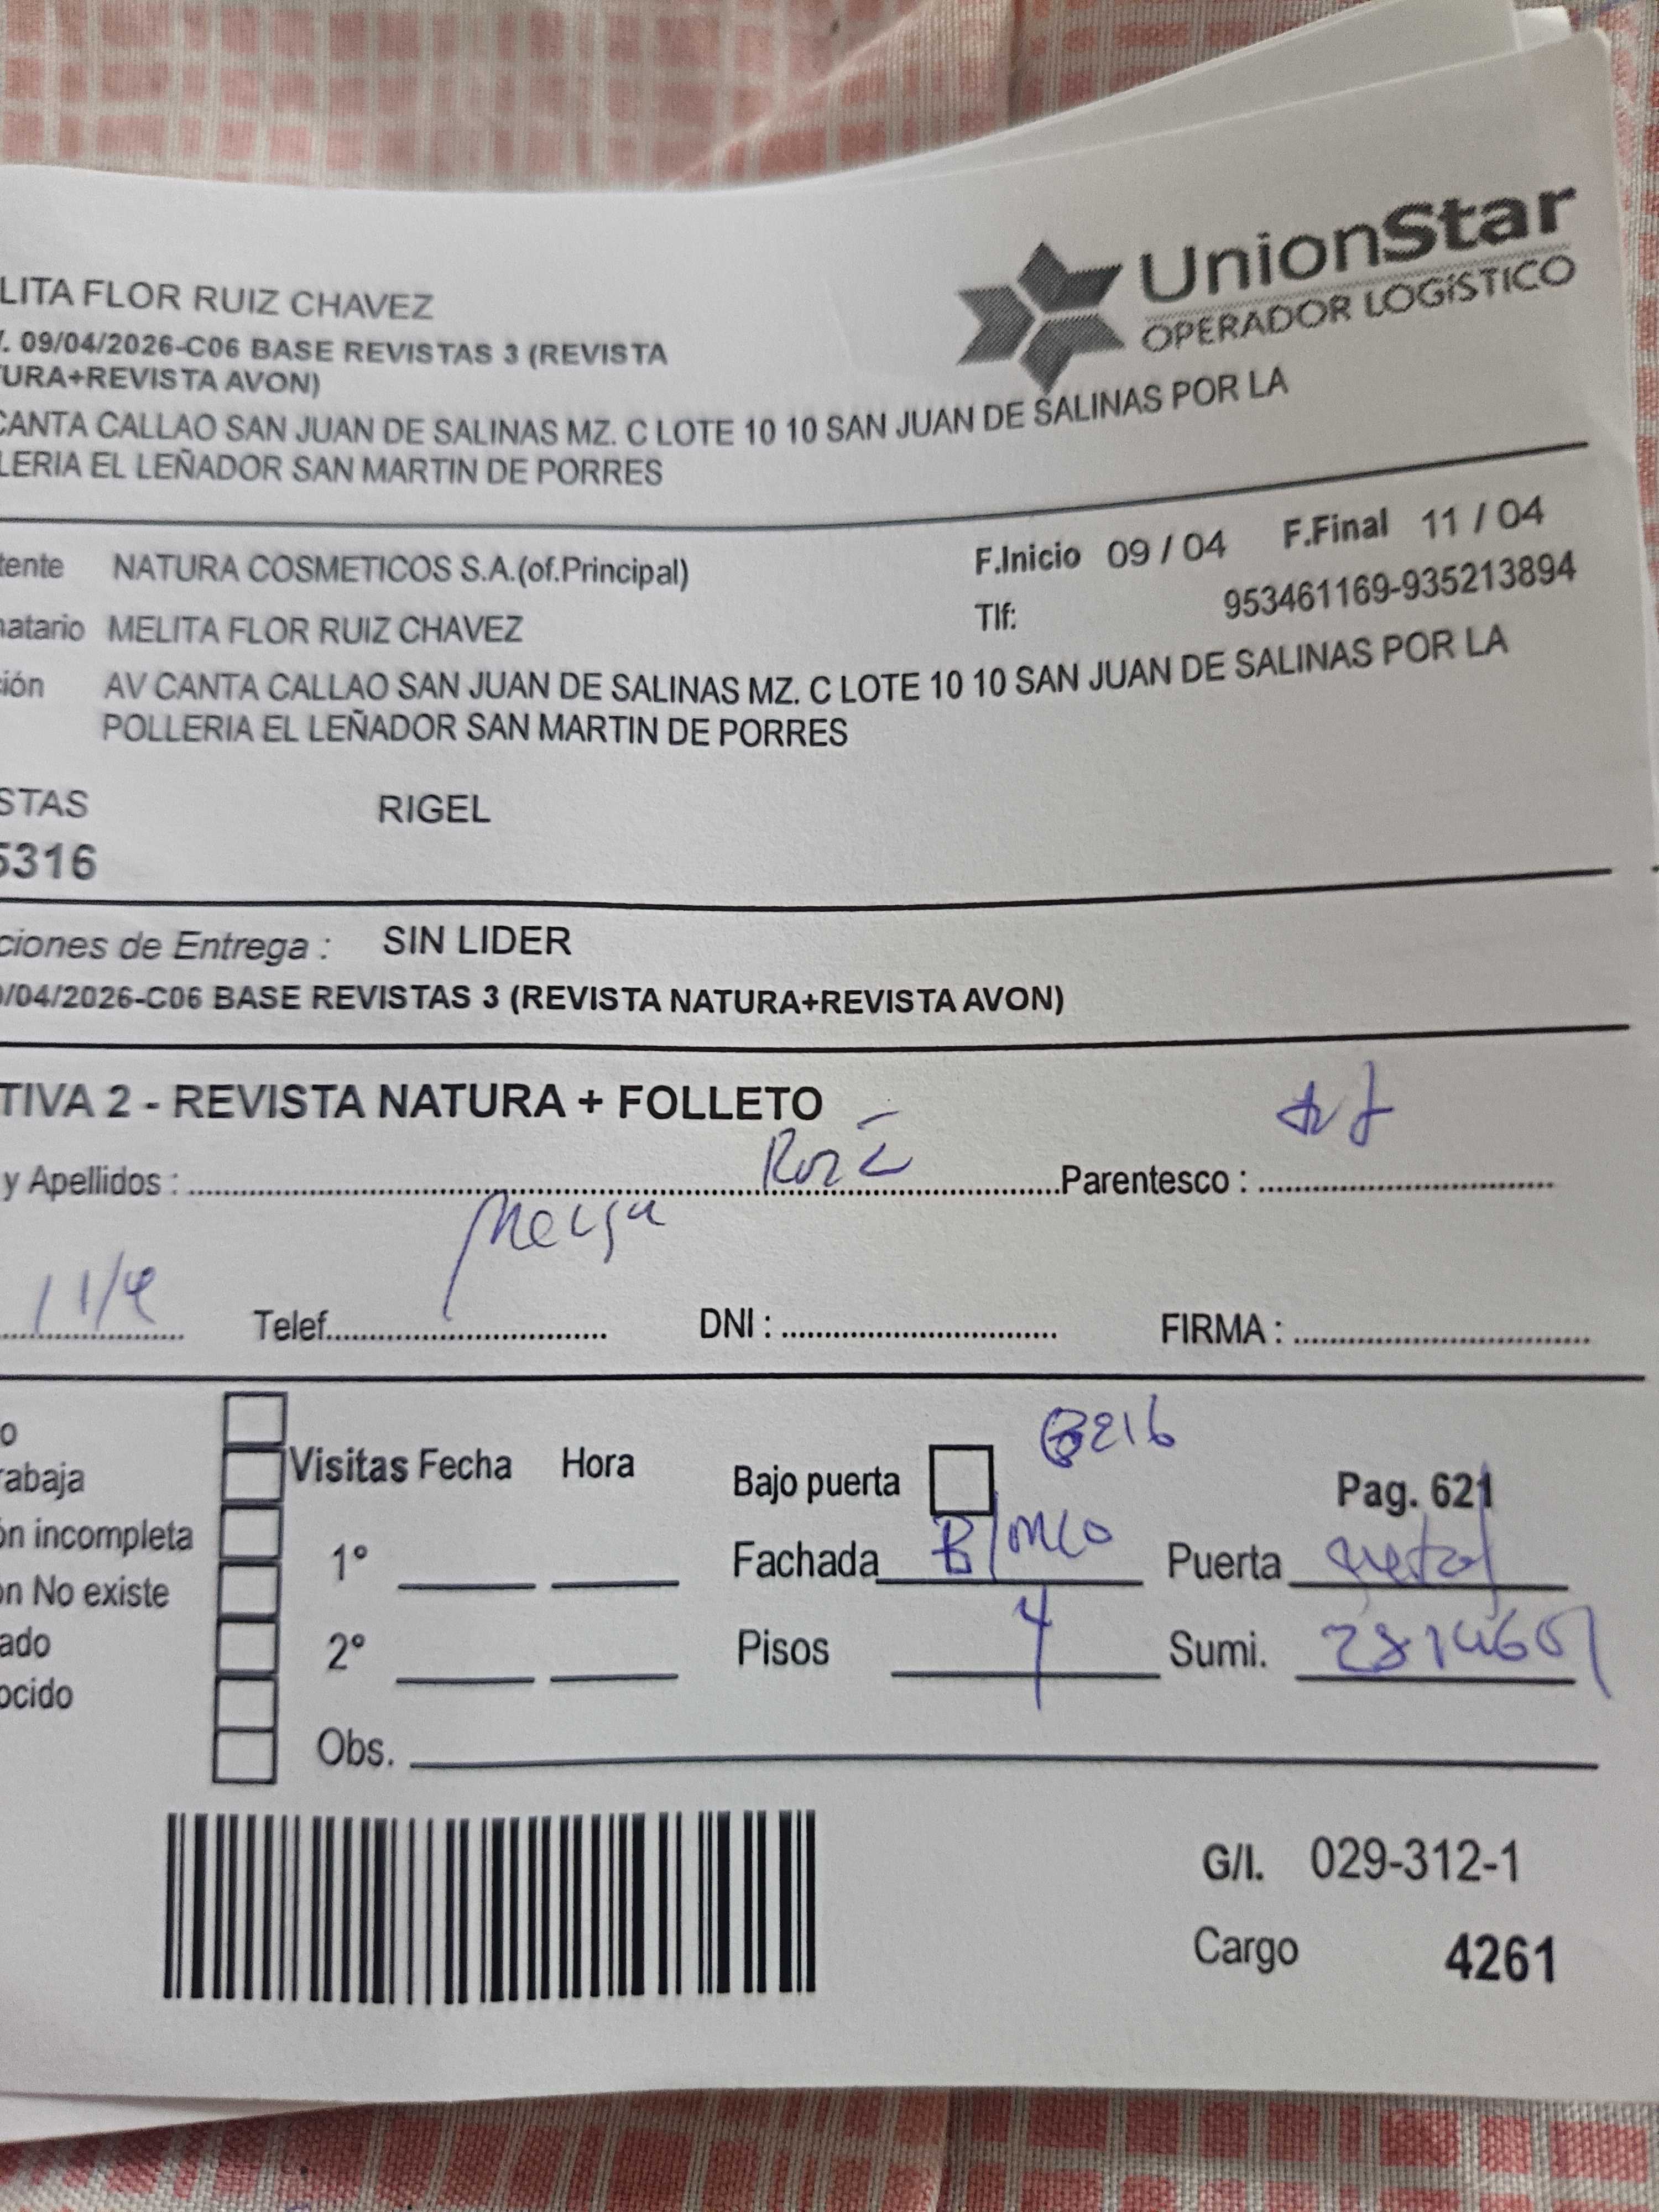 UnionStar
OPERADOR LOGÍSTICO
LITA FLOR RUIZ CHAVEZ
. 09/04/2026-C06 BASE REVISTAS 3 (REVISTA
URA+REVISTA AVON)
CANTA CALLAO SAN JUAN DE SALINAS MZ. C LOTE 10 10 SAN JUAN DE SALINAS POR LA
LERIA EL LEÑADOR SAN MARTIN DE PORRES
tente NATURA COSMETICOS S.A.(of.Principal) F.Inicio 09 / 04 F.Final 11 / 04
natario MELITA FLOR RUIZ CHAVEZ Tlf: 953461169-935213894
ción AV CANTA CALLAO SAN JUAN DE SALINAS MZ. C LOTE 10 10 SAN JUAN DE SALINAS POR LA
POLLERIA EL LEÑADOR SAN MARTIN DE PORRES
STAS RIGEL
5316
ciones de Entrega : SIN LIDER
/04/2026-C06 BASE REVISTAS 3 (REVISTA NATURA+REVISTA AVON)
TIVA 2 - REVISTA NATURA + FOLLETO
y Apellidos : Parentesco :
11/4 Telef. DNI : FIRMA :
o
rabaja Visitas Fecha Hora Bajo puerta Pag. 621
ón incompleta 1° Fachada Blanco Puerta
on No existe
ado 2° Pisos 4 Sumi.
ocido
Obs.
G/I. 029-312-1
Cargo 4261